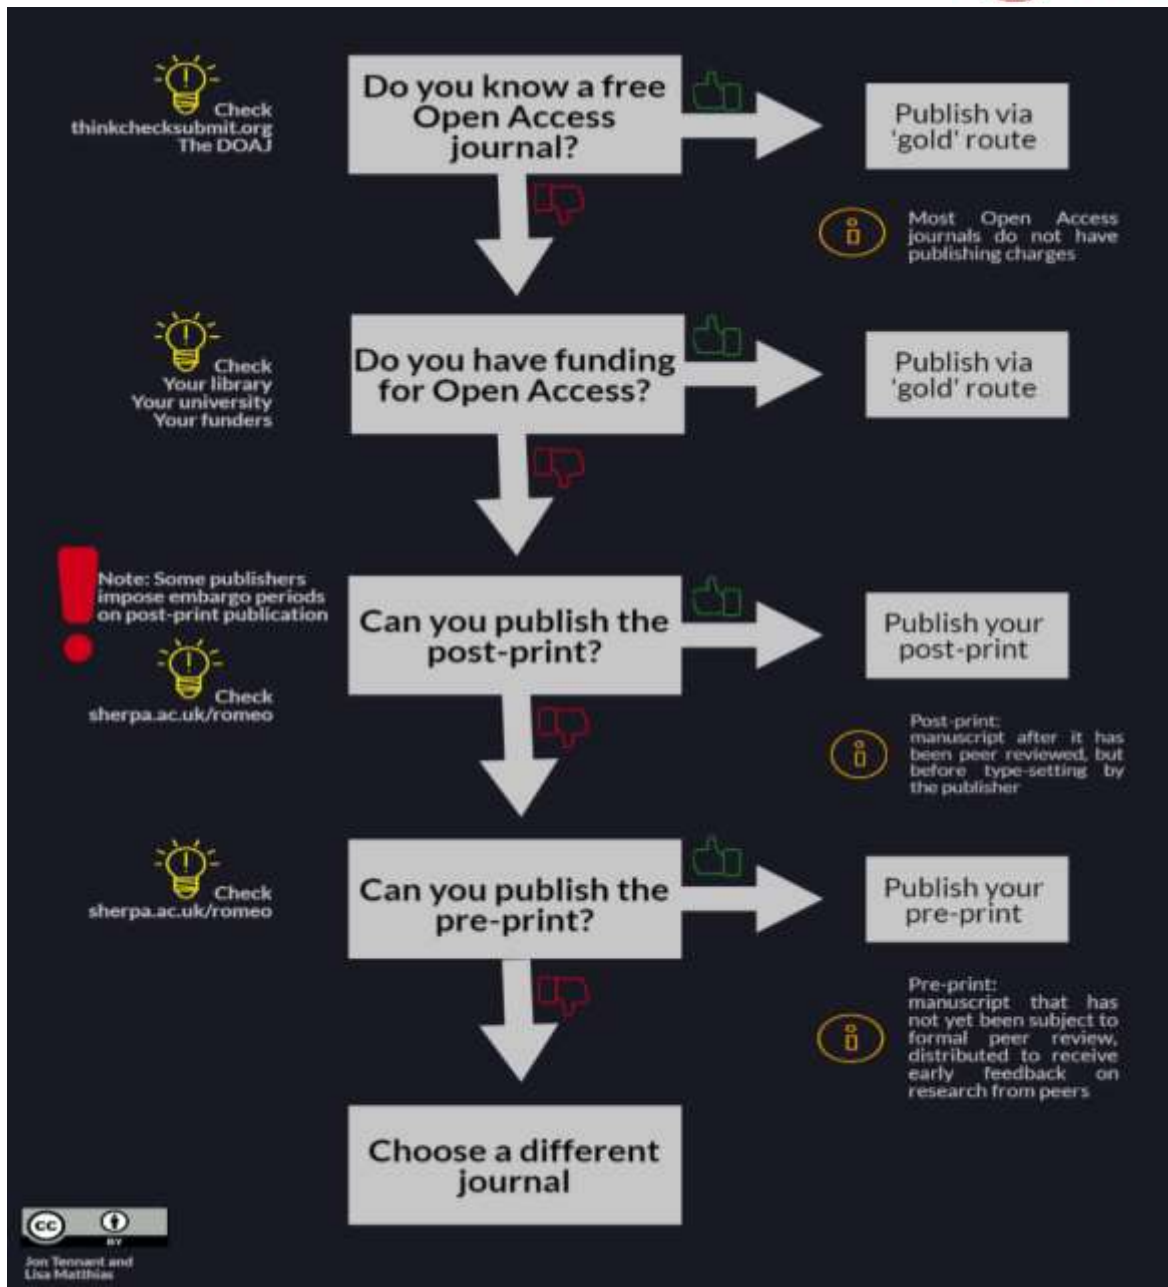 Check
thinkchecksubmit.org
The DOAJ
Do you know a free
Open Access
journal?
Publish via
'gold' route
Most Open Access
journals do not have
publishing charges
Check
Your library
Your university
Your funders
Do you have funding
for Open Access?
Publish via
'gold' route
Note: Some publishers
impose embargo periods
on post-print publication
Check
sherpa.ac.uk/romeo
Can you publish the
post-print?
Publish your
post-print
Post-print:
manuscript after it has
been peer reviewed, but
before type-setting by
the publisher
Check
sherpa.ac.uk/romeo
Can you publish the
pre-print?
Publish your
pre-print
Pre-print:
manuscript that has
not yet been subject to
formal peer review,
distributed to receive
early feedback on
research from peers
Choose a different
journal
cc
BY
Jon Tennant and
Lisa Matthias